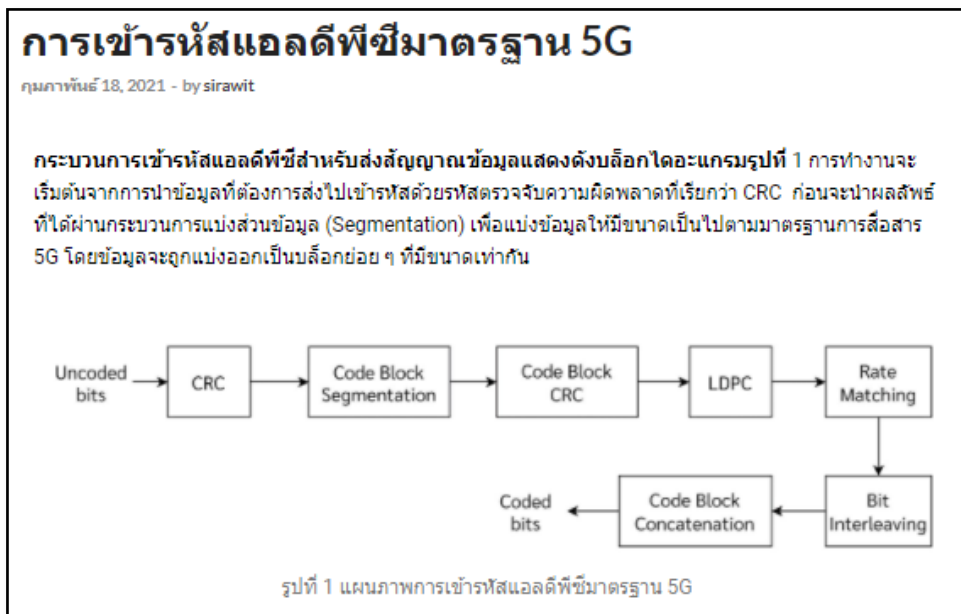 การเข้ารหัสแอลดีพีซีมาตรฐาน 5G
กุมภาพันธ์ 18, 2021 - by sirawit
กระบวนการเข้ารหัสแอลดีพีซีสำหรับส่งสัญญาณข้อมูลแสดงดังบล็อกไดอะแกรมรูปที่ 1 การทำงานจะ
เริ่มต้นจากการนำข้อมูลที่ต้องการส่งไปเข้ารหัสด้วยรหัสตรวจจับความผิดพลาดที่เรียกว่า CRC ก่อนจะนำผลลัพธ์
ที่ได้ผ่านกระบวนการแบ่งส่วนข้อมูล (Segmentation) เพื่อแบ่งข้อมูลให้มีขนาดเป็นไปตามมาตรฐานการสื่อสาร
5G โดยข้อมูลจะถูกแบ่งออกเป็นบล็อกย่อย ๆ ที่มีขนาดเท่ากัน
Uncoded
bits
CRC
Code Block
Segmentation
Code Block
CRC
LDPC
Rate
Matching
Coded
bits
Code Block
Concatenation
Bit
Interleaving
รูปที่ 1 แผนภาพการเข้ารหัสแอลดีพีซีมาตรฐาน 5G